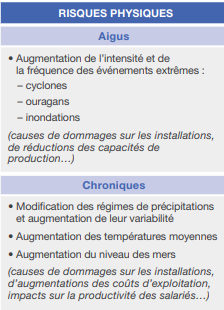 RISQUES PHYSIQUES
Aigus
• Augmentation de l'intensité et de
la fréquence des événements extrêmes :
– cyclones
– ouragans
– inondations
(causes de dommages sur les installations,
de réductions des capacités de
production…)
Chroniques
• Modification des régimes de précipitations
et augmentation de leur variabilité
• Augmentation des températures moyennes
• Augmentation du niveau des mers
(causes de dommages sur les installations,
d'augmentations des coûts d'exploitation,
impacts sur la productivité des salariés…)